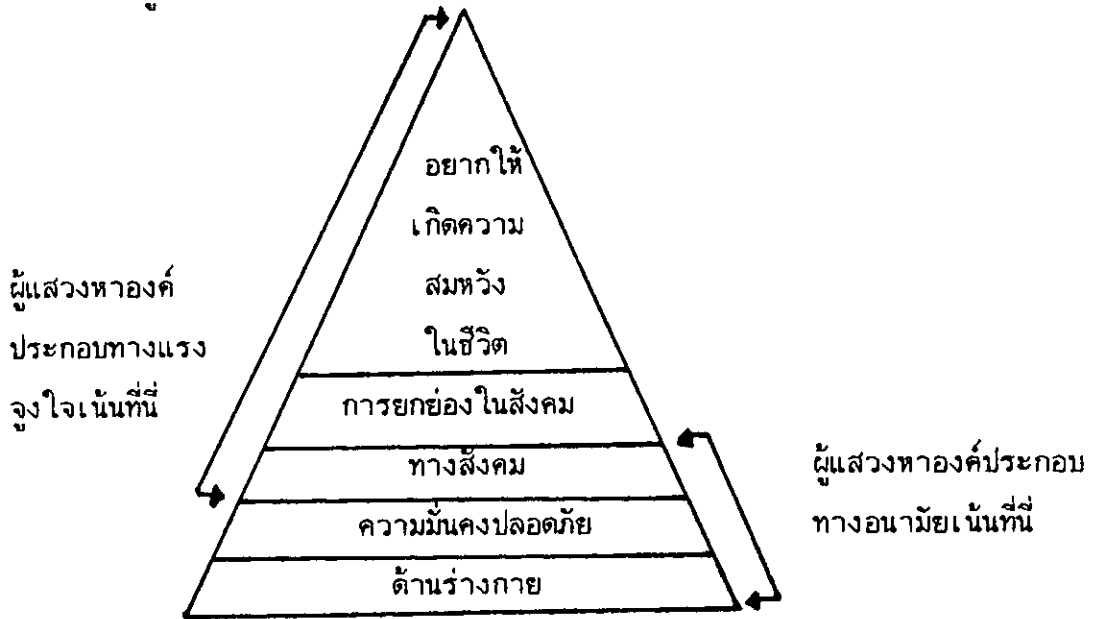 อยากให้
เกิดความ
สมหวัง
ในชีวิต
ผู้แสวงหาองค์
ประกอบทางแรง
จูงใจเน้นที่นี่
การยกย่องในสังคม
ทางสังคม
ความมั่นคงปลอดภัย
ด้านร่างกาย
ผู้แสวงหาองค์ประกอบ
ทางอนามัยเน้นที่นี่